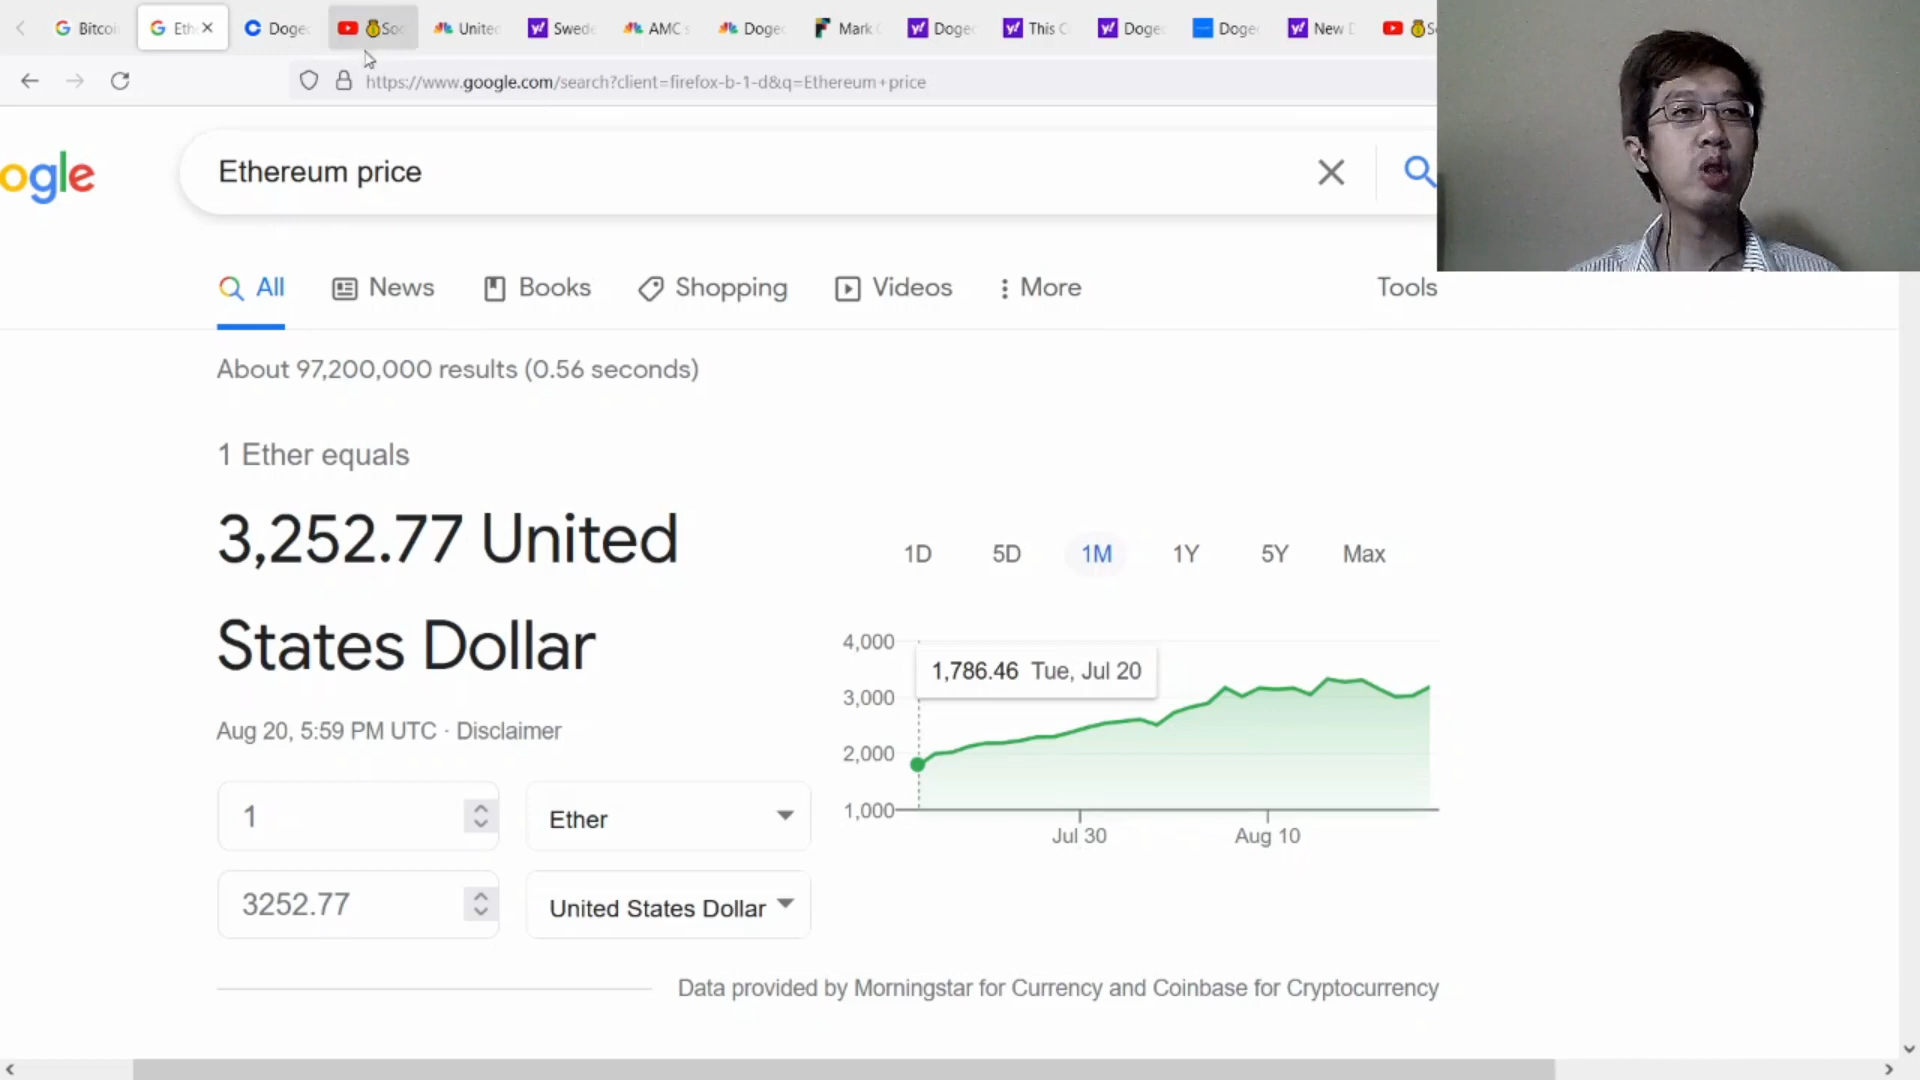 Bitcoin
Eth
Doge
Soc
United
Swede
AMC s
Doge
Mark C
Doge
This C
Doge
Doge
New D
https://www.google.com/search?client=firefox-b-1-d&q=Ethereum+price
ogle
Ethereum price
All
News
Books
Shopping
Videos
More
Tools
About 97,200,000 results (0.56 seconds)
1 Ether equals
3,252.77 United
States Dollar
Aug 20, 5:59 PM UTC · Disclaimer
1
Ether
3252.77
United States Dollar
1D 5D 1M 1Y 5Y Max
4,000
1,786.46 Tue, Jul 20
3,000
2,000
1,000
Jul 30
Aug 10
Data provided by Morningstar for Currency and Coinbase for Cryptocurrency